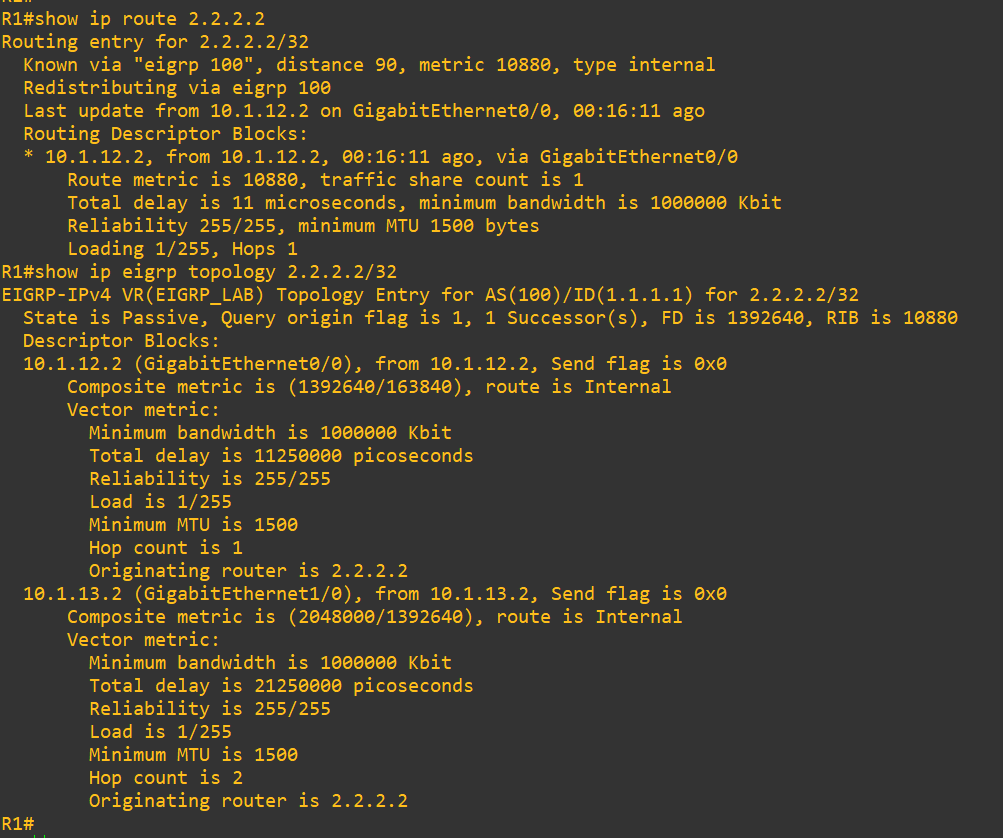 R1#show ip route 2.2.2.2
Routing entry for 2.2.2.2/32
  Known via "eigrp 100", distance 90, metric 10880, type internal
  Redistributing via eigrp 100
  Last update from 10.1.12.2 on GigabitEthernet0/0, 00:16:11 ago
  Routing Descriptor Blocks:
  * 10.1.12.2, from 10.1.12.2, 00:16:11 ago, via GigabitEthernet0/0
      Route metric is 10880, traffic share count is 1
      Total delay is 11 microseconds, minimum bandwidth is 1000000 Kbit
      Reliability 255/255, minimum MTU 1500 bytes
      Loading 1/255, Hops 1
R1#show ip eigrp topology 2.2.2.2/32
EIGRP-IPv4 VR(EIGRP_LAB) Topology Entry for AS(100)/ID(1.1.1.1) for 2.2.2.2/32
  State is Passive, Query origin flag is 1, 1 Successor(s), FD is 1392640, RIB is 10880
  Descriptor Blocks:
  10.1.12.2 (GigabitEthernet0/0), from 10.1.12.2, Send flag is 0x0
      Composite metric is (1392640/163840), route is Internal
      Vector metric:
        Minimum bandwidth is 1000000 Kbit
        Total delay is 11250000 picoseconds
        Reliability is 255/255
        Load is 1/255
        Minimum MTU is 1500
        Hop count is 1
        Originating router is 2.2.2.2
  10.1.13.2 (GigabitEthernet1/0), from 10.1.13.2, Send flag is 0x0
      Composite metric is (2048000/1392640), route is Internal
      Vector metric:
        Minimum bandwidth is 1000000 Kbit
        Total delay is 21250000 picoseconds
        Reliability is 255/255
        Load is 1/255
        Minimum MTU is 1500
        Hop count is 2
        Originating router is 2.2.2.2
R1#